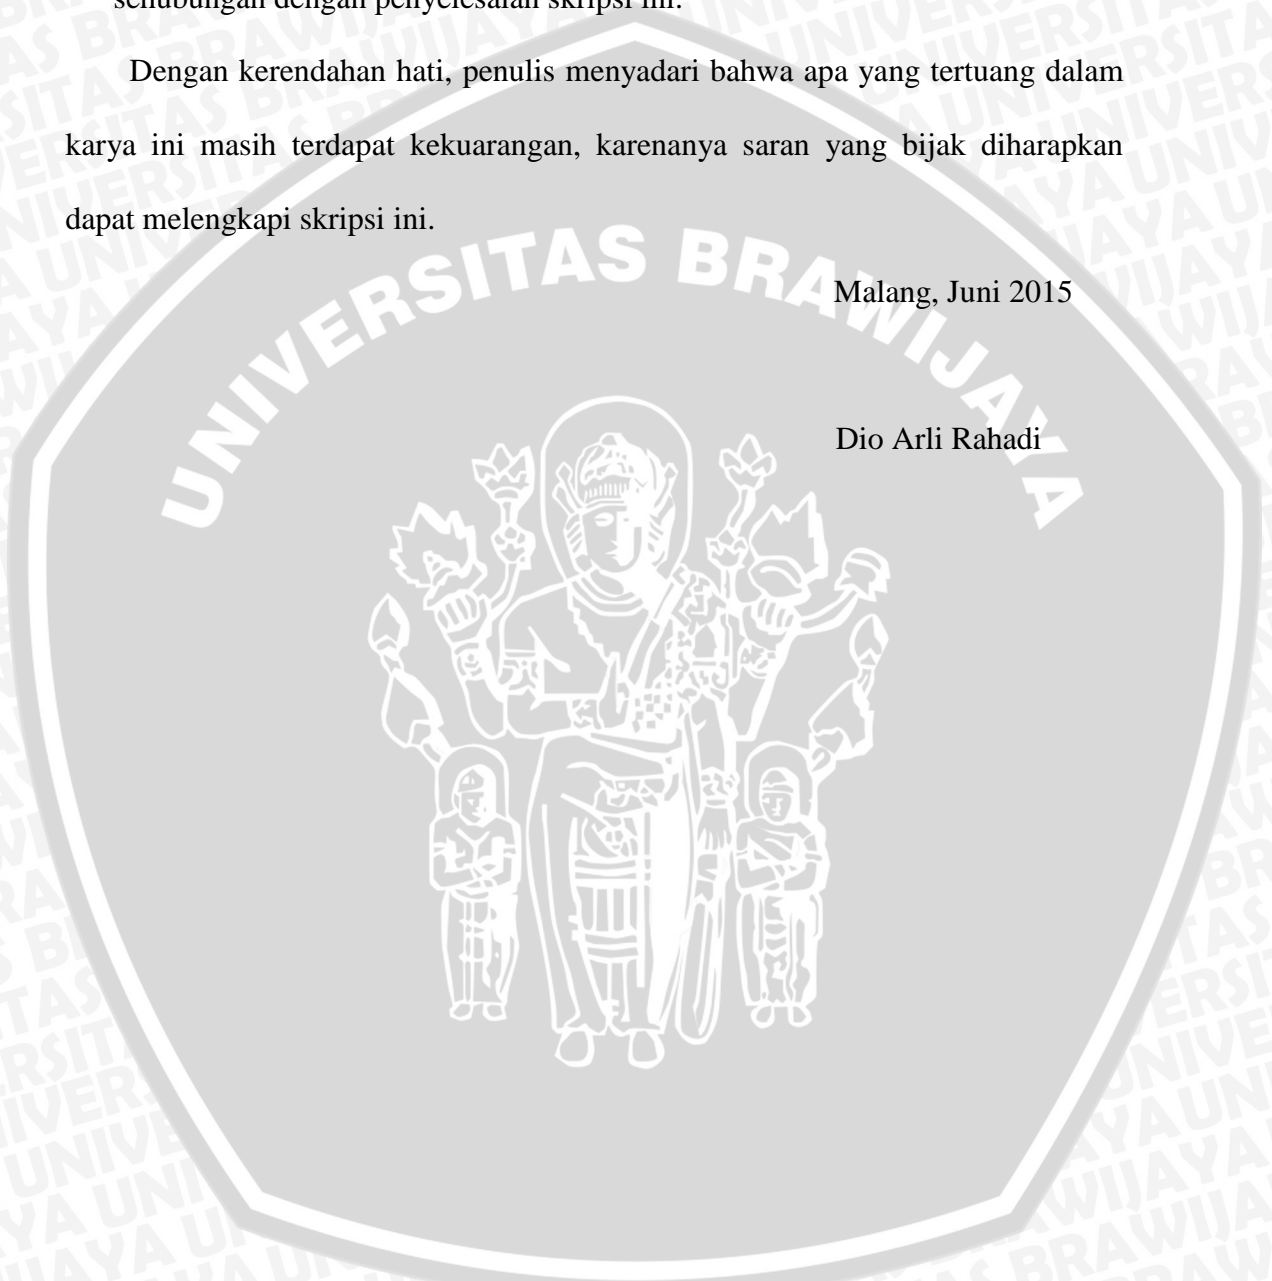 sehubungan dengan penyelesaian skripsi ini.
Dengan kerendahan hati, penulis menyadari bahwa apa yang tertuang dalam
karya ini masih terdapat kekuarangan, karenanya saran yang bijak diharapkan
dapat melengkapi skripsi ini.
UNIVERSITAS BRAWIJAYA
Malang, Juni 2015
Dio Arli Rahadi